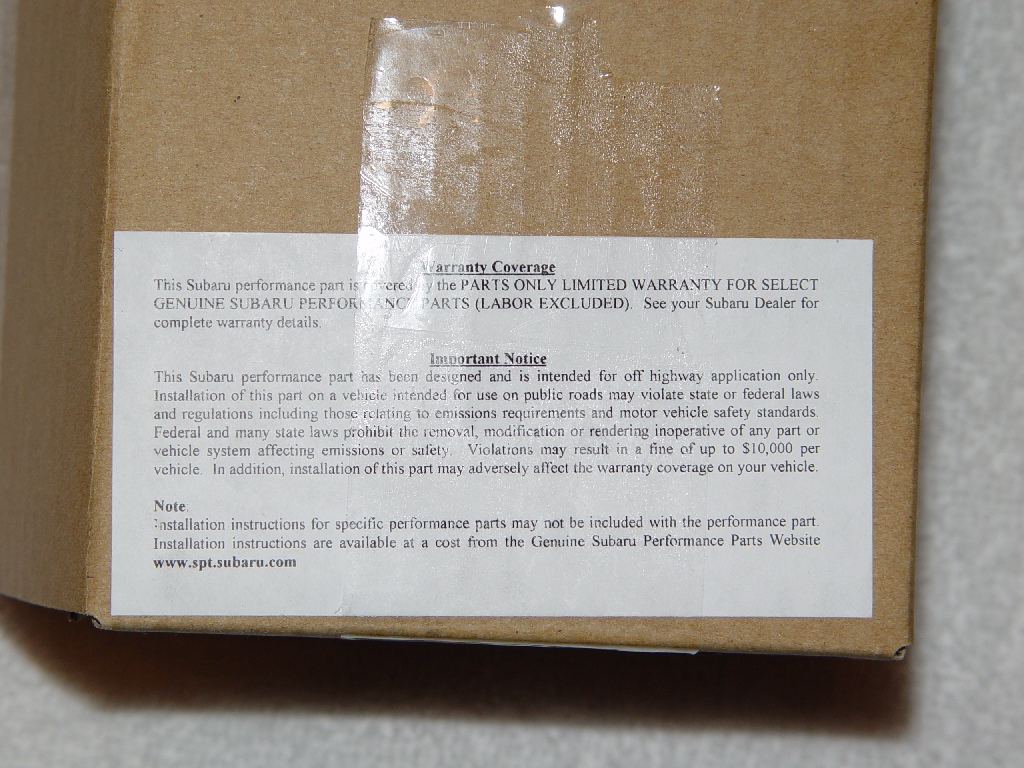 Warranty Coverage
This Subaru performance part is covered by the PARTS ONLY LIMITED WARRANTY FOR SELECT
GENUINE SUBARU PERFORMANCE PARTS (LABOR EXCLUDED). See your Subaru Dealer for
complete warranty details.
Important Notice
This Subaru performance part has been designed and is intended for off highway application only.
Installation of this part on a vehicle intended for use on public roads may violate state or federal laws
and regulations including those relating to emissions requirements and motor vehicle safety standards.
Federal and many state laws prohibit the removal, modification or rendering inoperative of any part or
vehicle system affecting emissions or safety. Violations may result in a fine of up to $10,000 per
vehicle. In addition, installation of this part may adversely affect the warranty coverage on your vehicle.
Note
Installation instructions for specific performance parts may not be included with the performance part.
Installation instructions are available at a cost from the Genuine Subaru Performance Parts Website
www.spt.subaru.com